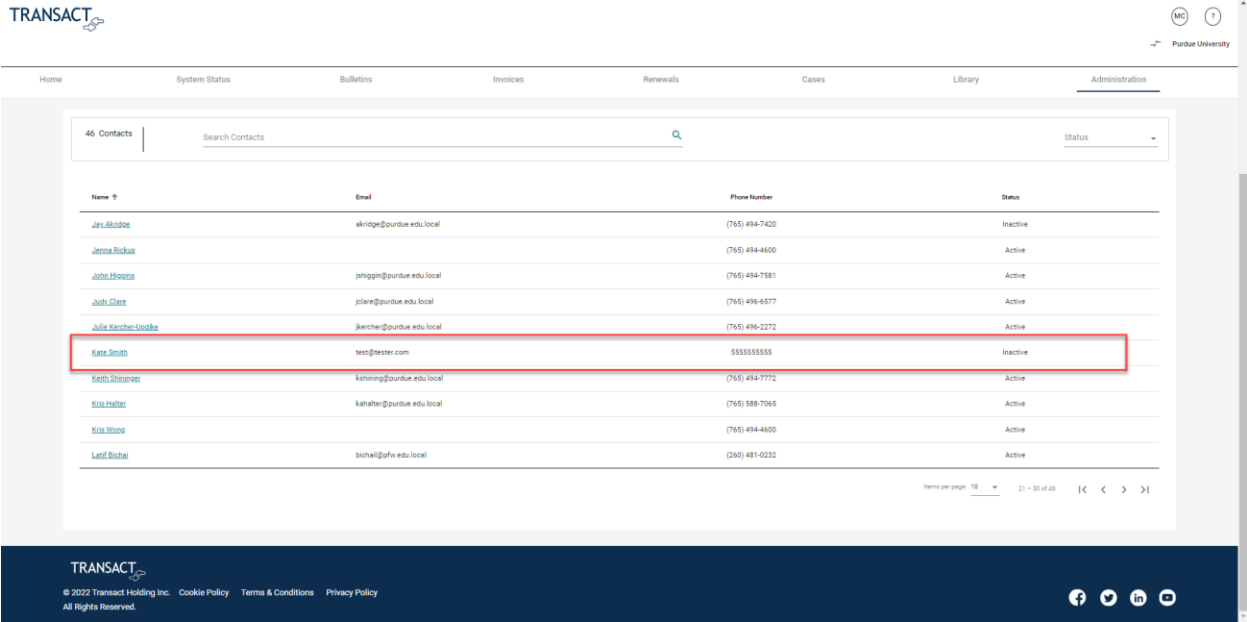 TRANSACT
MC ?
Purdue University
Home System Status Bulletins Invoices Renewals Cases Library Administration
46 Contacts Search Contacts Status
Name ↑ Email Phone Number Status
Jay Akridge akridge@purdue.edu.local (765) 494-7420 Inactive
Jenna Rickus (765) 494-4600 Active
John Higgins jshiggin@purdue.edu.local (765) 494-7581 Active
Judy Clare jclare@purdue.edu.local (765) 496-6577 Active
Julie Kercher-Updike jkercher@purdue.edu.local (765) 496-2272 Active
Kate Smith test@tester.com 5555555555 Inactive
Keith Shininger kshining@purdue.edu.local (765) 494-7772 Active
Kris Halter kahalter@purdue.edu.local (765) 588-7065 Active
Kris Wong (765) 494-4600 Active
Latif Bichai bichail@pfw.edu.local (260) 481-0232 Active
Items per page: 10 21 – 30 of 46
TRANSACT
© 2022 Transact Holding Inc. Cookie Policy Terms & Conditions Privacy Policy
All Rights Reserved.